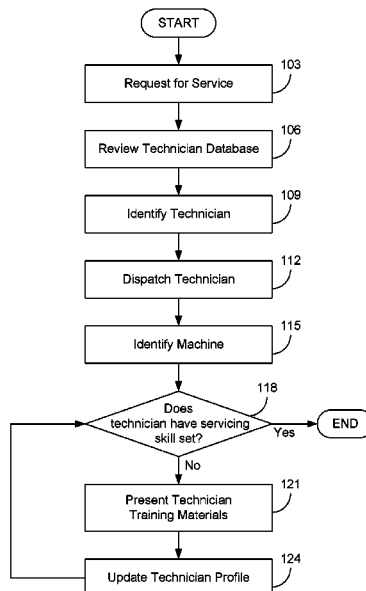 START
103
Request for Service
106
Review Technician Database
109
Identify Technician
112
Dispatch Technician
115
Identify Machine
118
Does
technician have servicing
skill set?
Yes
END
No
121
Present Technician
Training Materials
124
Update Technician Profile